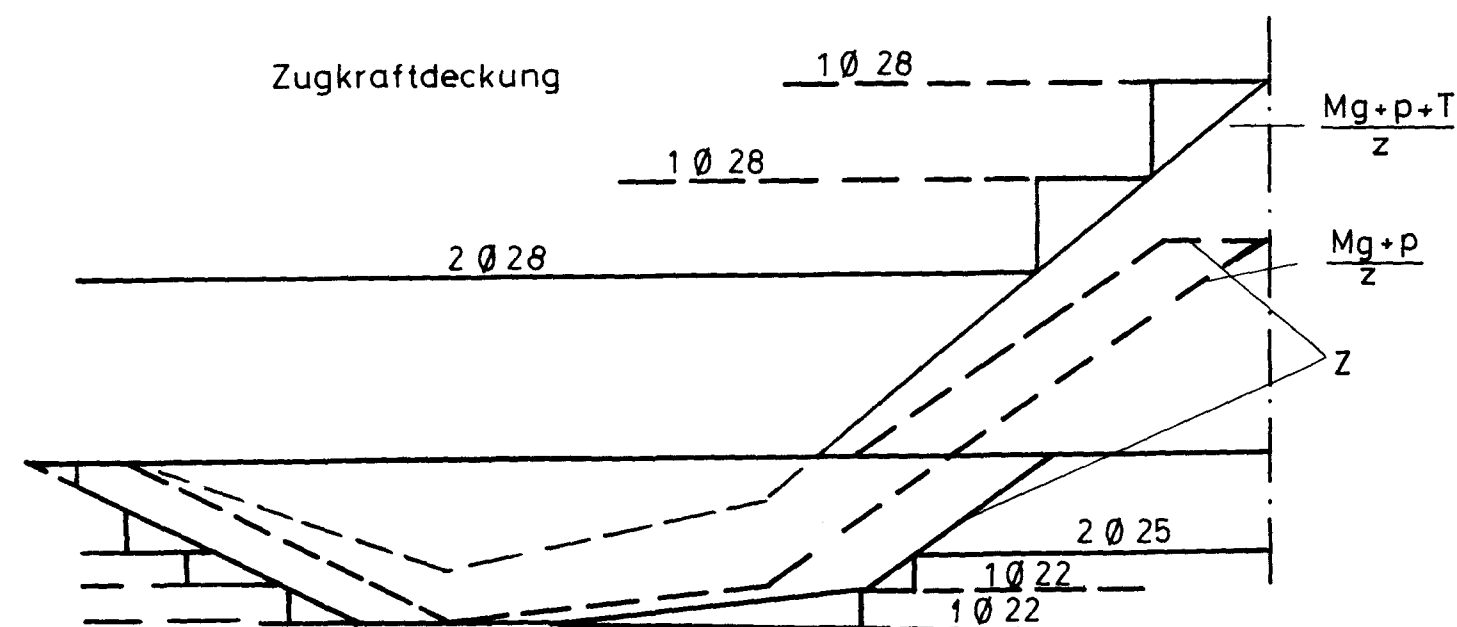 Zugkraftdeckung
1 Ø 28
Mg+p+T
z
1 Ø 28
Mg+p
z
2 Ø 28
Z
2 Ø 25
1 Ø 22
1 Ø 22